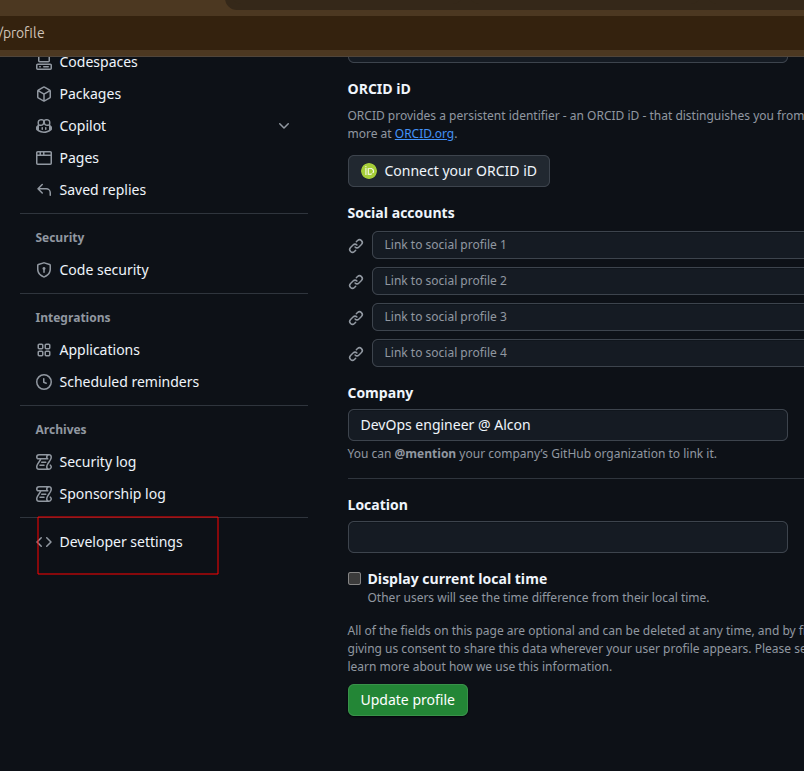 /profile
Codespaces
Packages
Copilot
Pages
Saved replies
Security
Code security
Integrations
Applications
Scheduled reminders
Archives
Security log
Sponsorship log
Developer settings
ORCID iD
ORCID provides a persistent identifier - an ORCID iD - that distinguishes you from
more at ORCID.org.
iD Connect your ORCID iD
Social accounts
Link to social profile 1
Link to social profile 2
Link to social profile 3
Link to social profile 4
Company
DevOps engineer @ Alcon
You can @mention your company's GitHub organization to link it.
Location
Display current local time
Other users will see the time difference from their local time.
All of the fields on this page are optional and can be deleted at any time, and by f
giving us consent to share this data wherever your user profile appears. Please se
learn more about how we use this information.
Update profile